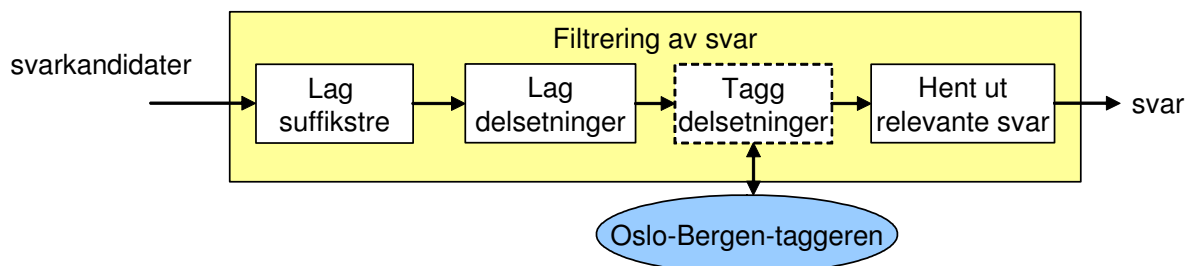 Filtrering av svar
svarkandidater
Lag
suffikstre
Lag
delsetninger
Tagg
delsetninger
Hent ut
relevante svar
svar
Oslo-Bergen-taggeren